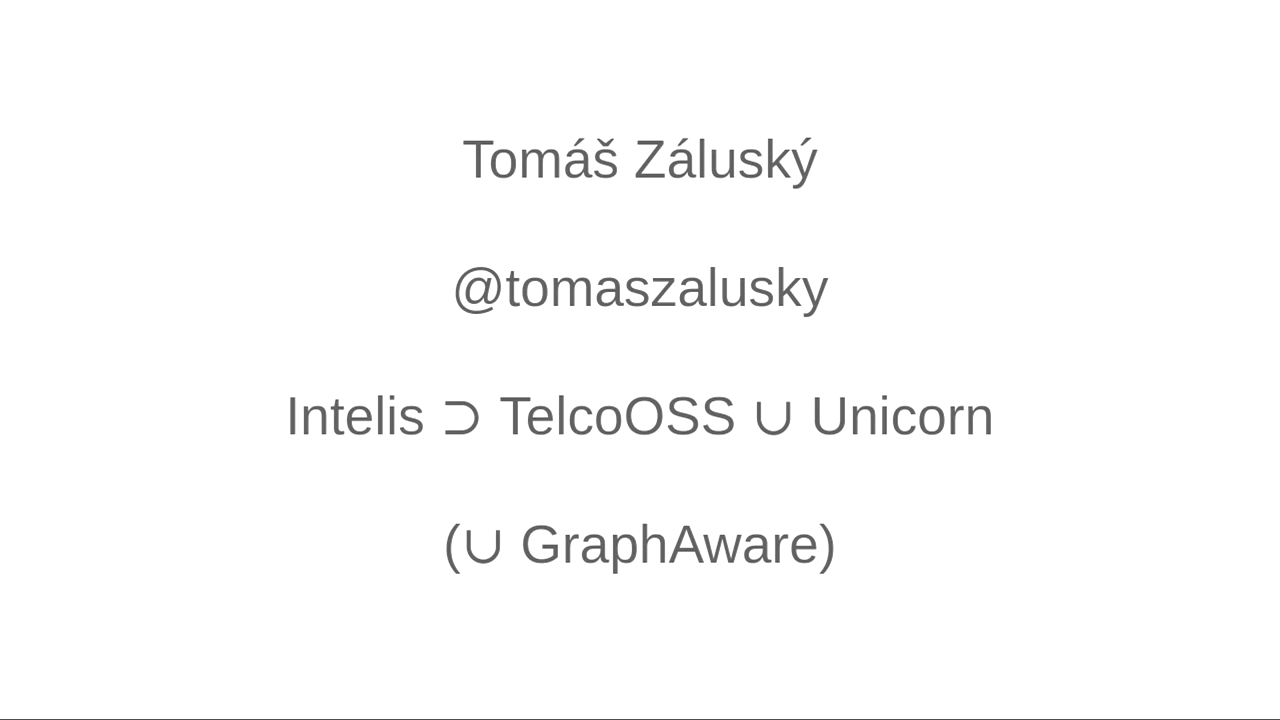 Tomáš Záluský
@tomaszalusky
Intelis ⊃ TelcoOSS ∪ Unicorn
(∪ GraphAware)